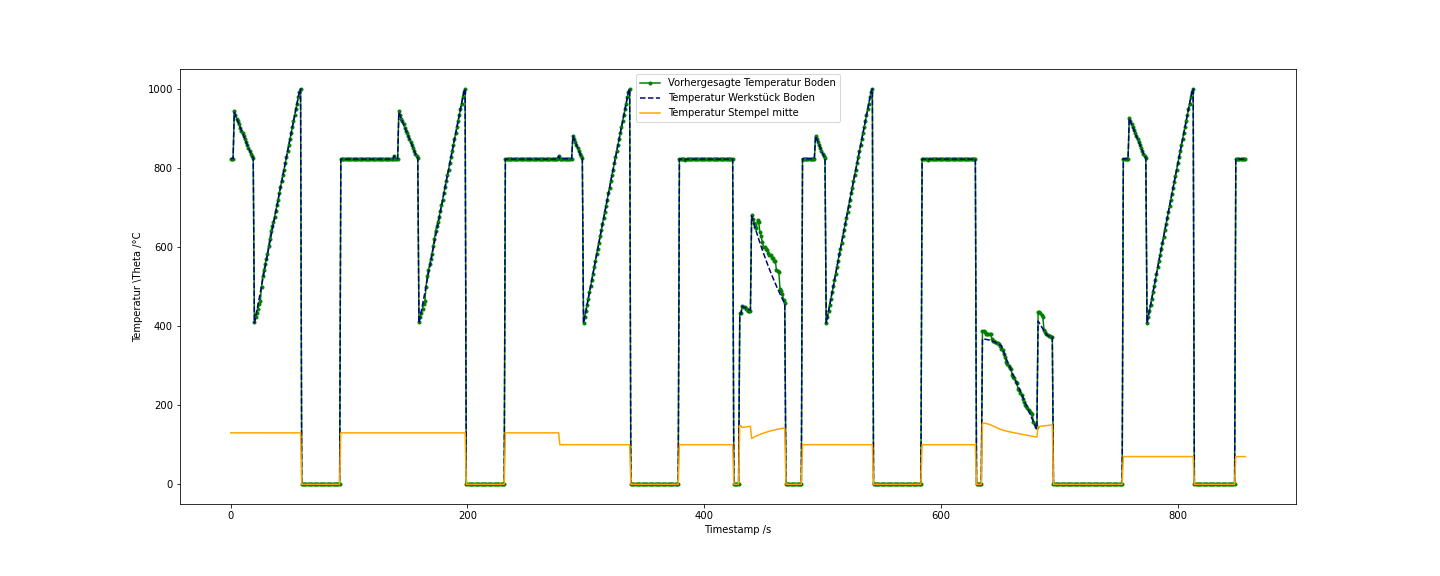 Vorhergesagte Temperatur Boden
Temperatur Werkstück Boden
Temperatur Stempel mitte
Temperatur \Theta /°C
1000
800
600
400
200
0
0 200 400 600 800
Timestamp /s